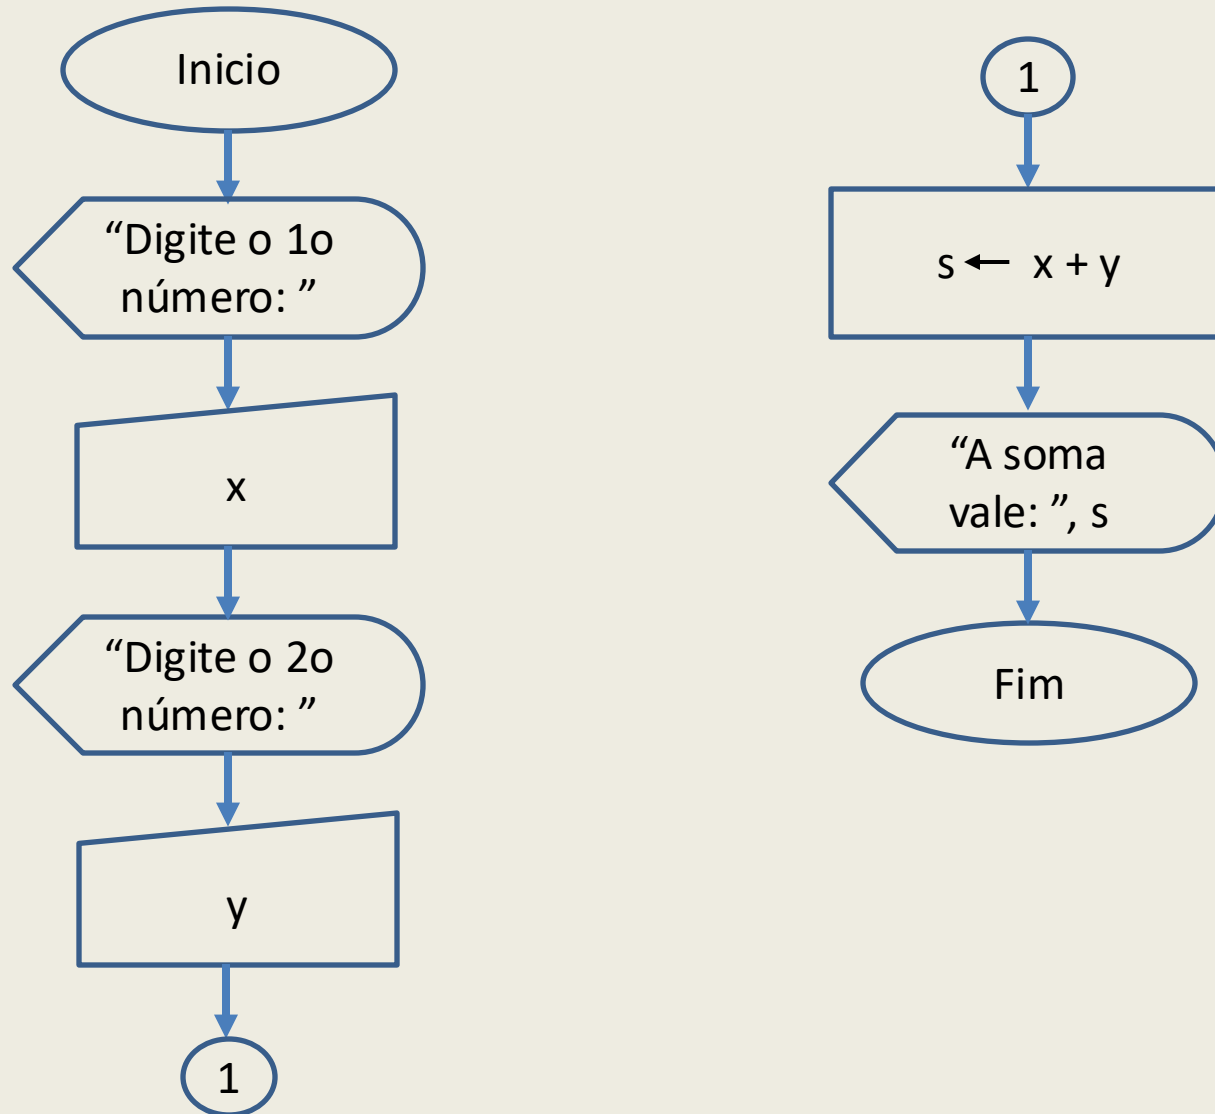 Inicio
“Digite o 1o
número: ”
x
“Digite o 2o
número: ”
y
1
1
s ← x + y
“A soma
vale: ”, s
Fim